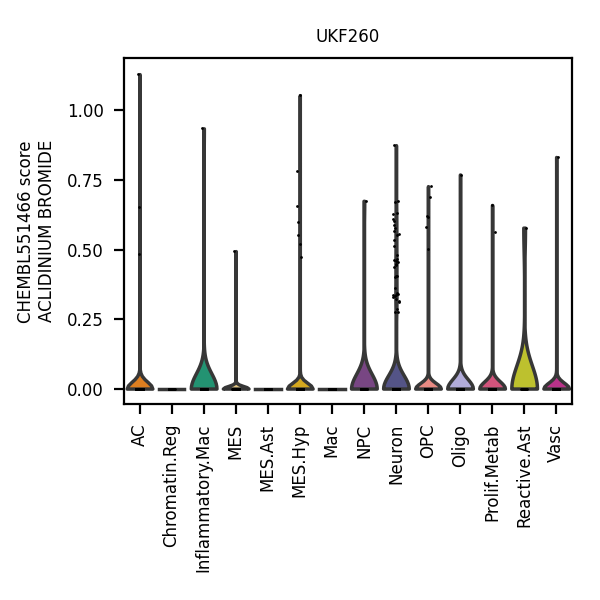 UKF260
CHEMBL551466 score
ACLIDINIUM BROMIDE
1.00
0.75
0.50
0.25
0.00
AC
Chromatin.Reg
Inflammatory.Mac
MES
MES.Ast
MES.Hyp
Mac
NPC
Neuron
OPC
Oligo
Prolif.Metab
Reactive.Ast
Vasc